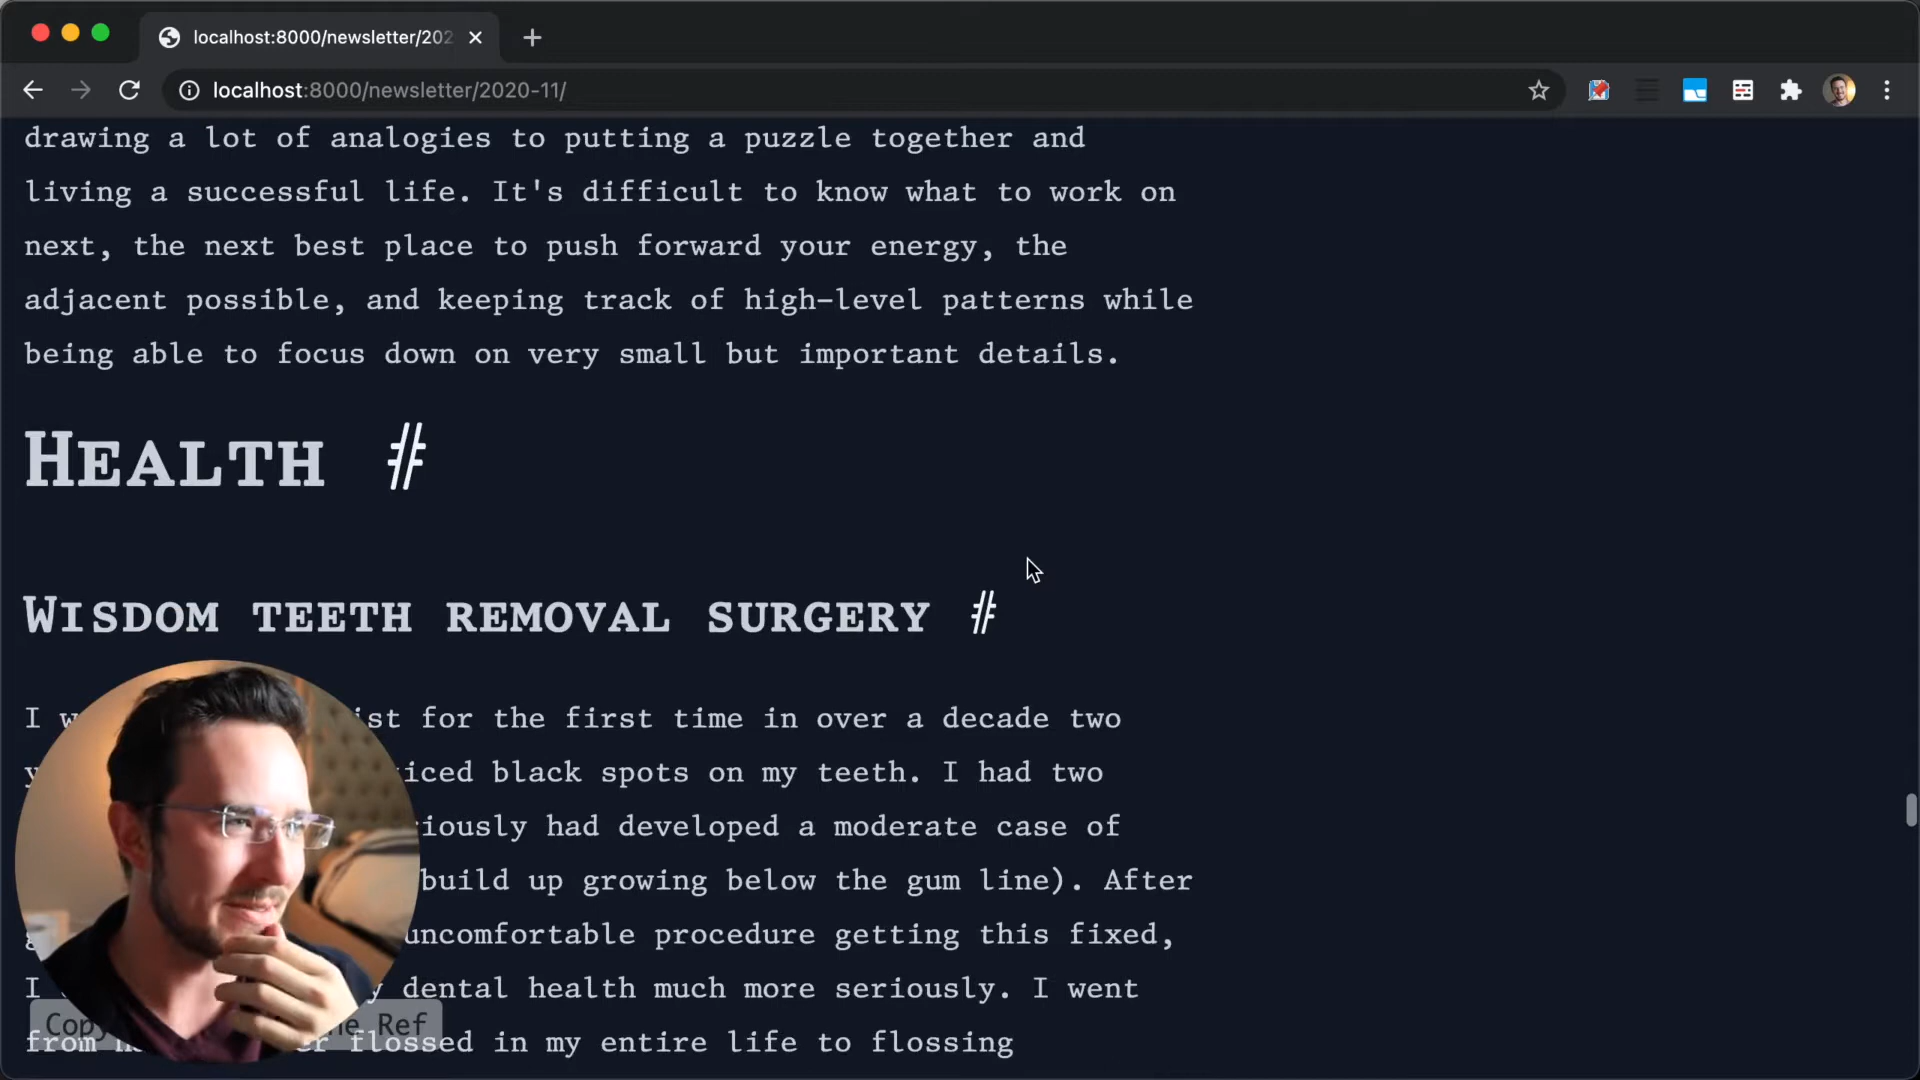 localhost:8000/newsletter/202
localhost:8000/newsletter/2020-11/
drawing a lot of analogies to putting a puzzle together and
living a successful life. It's difficult to know what to work on
next, the next best place to push forward your energy, the
adjacent possible, and keeping track of high-level patterns while
being able to focus down on very small but important details.
Health #
Wisdom teeth removal surgery #
I for the first time in over a decade two
black spots on my teeth. I had two
had developed a moderate case of
build up growing below the gum line). After
uncomfortable procedure getting this fixed,
I dental health much more seriously. I went
from flossed in my entire life to flossing
Copy Ref